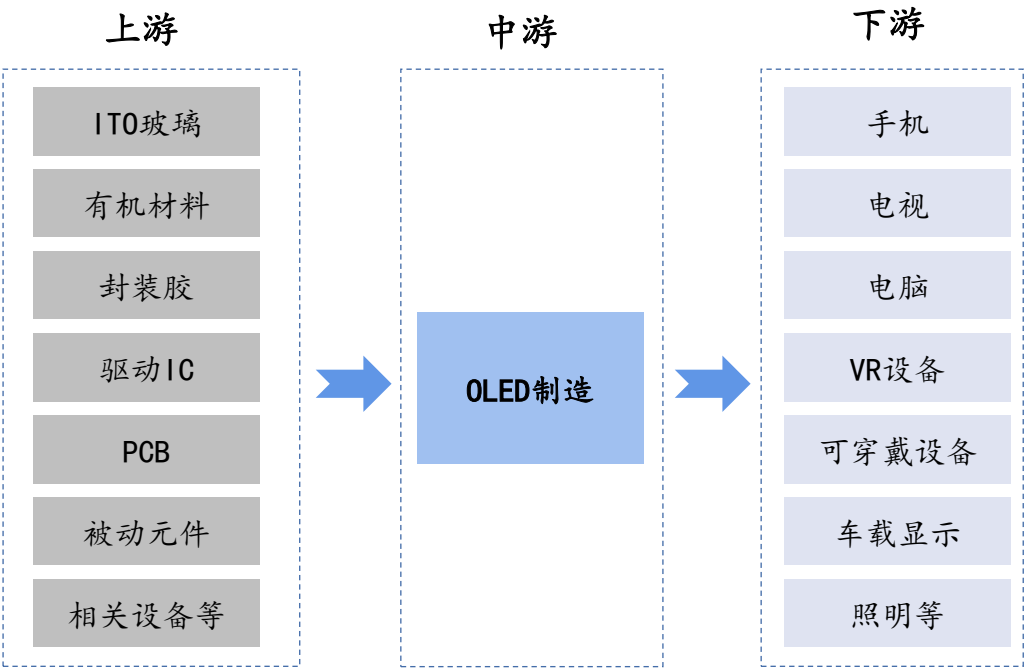 上游
ITO玻璃
有机材料
封装胶
驱动IC
PCB
被动元件
相关设备等
中游
OLED制造
下游
手机
电视
电脑
VR设备
可穿戴设备
车载显示
照明等